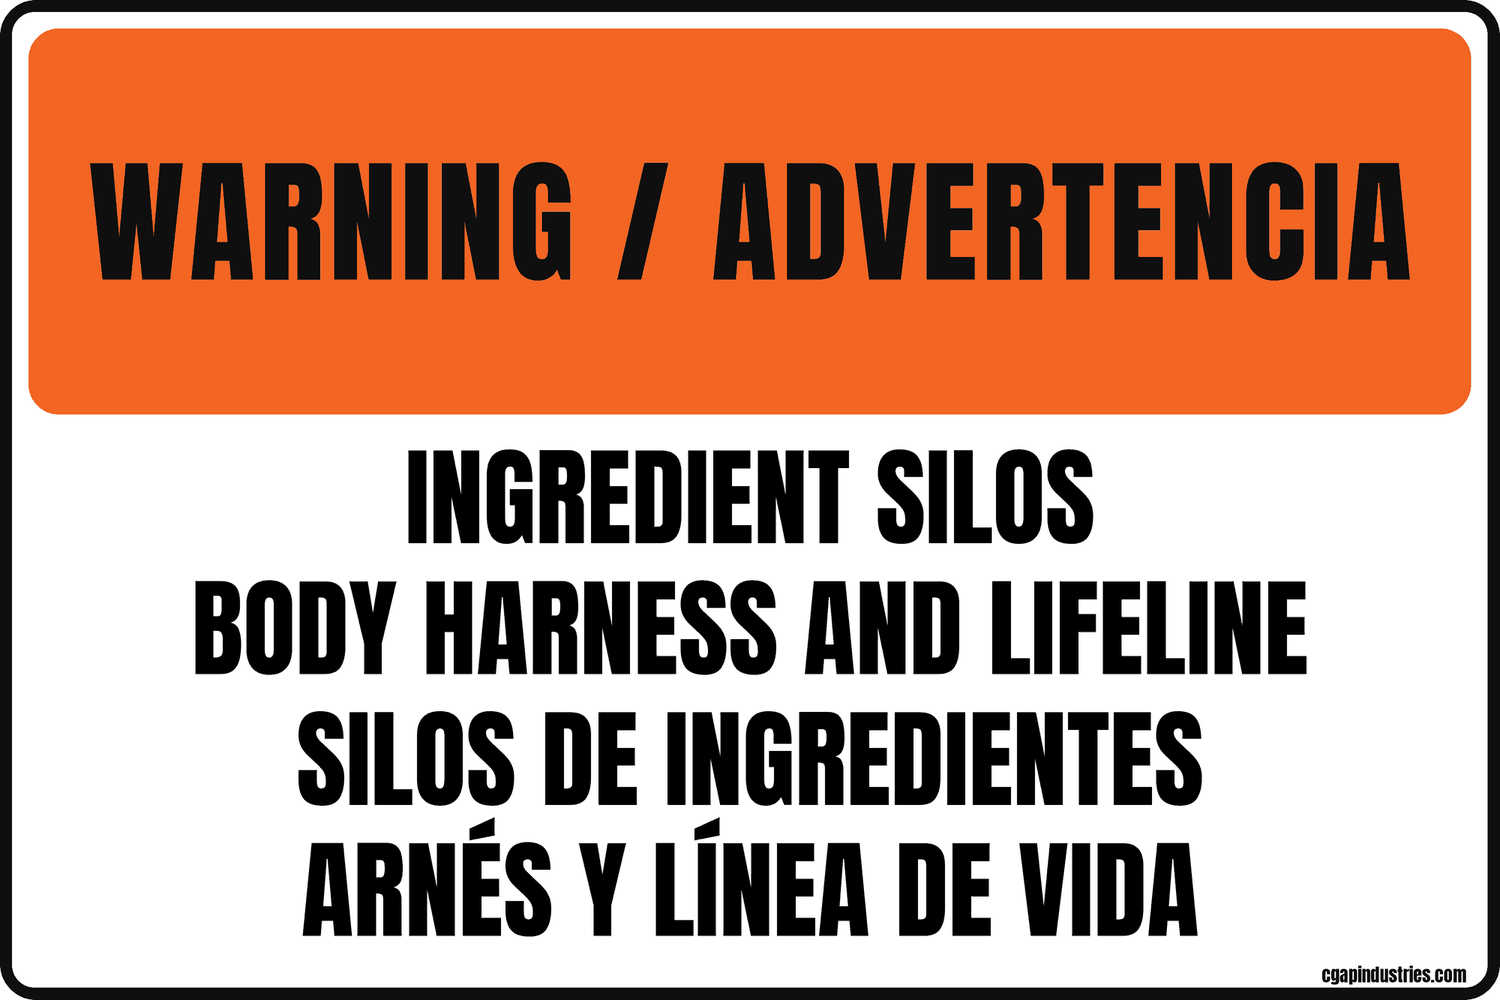 WARNING / ADVERTENCIA
INGREDIENT SILOS
BODY HARNESS AND LIFELINE
SILOS DE INGREDIENTES
ARNÉS Y LÍNEA DE VIDA
cgapindustries.com